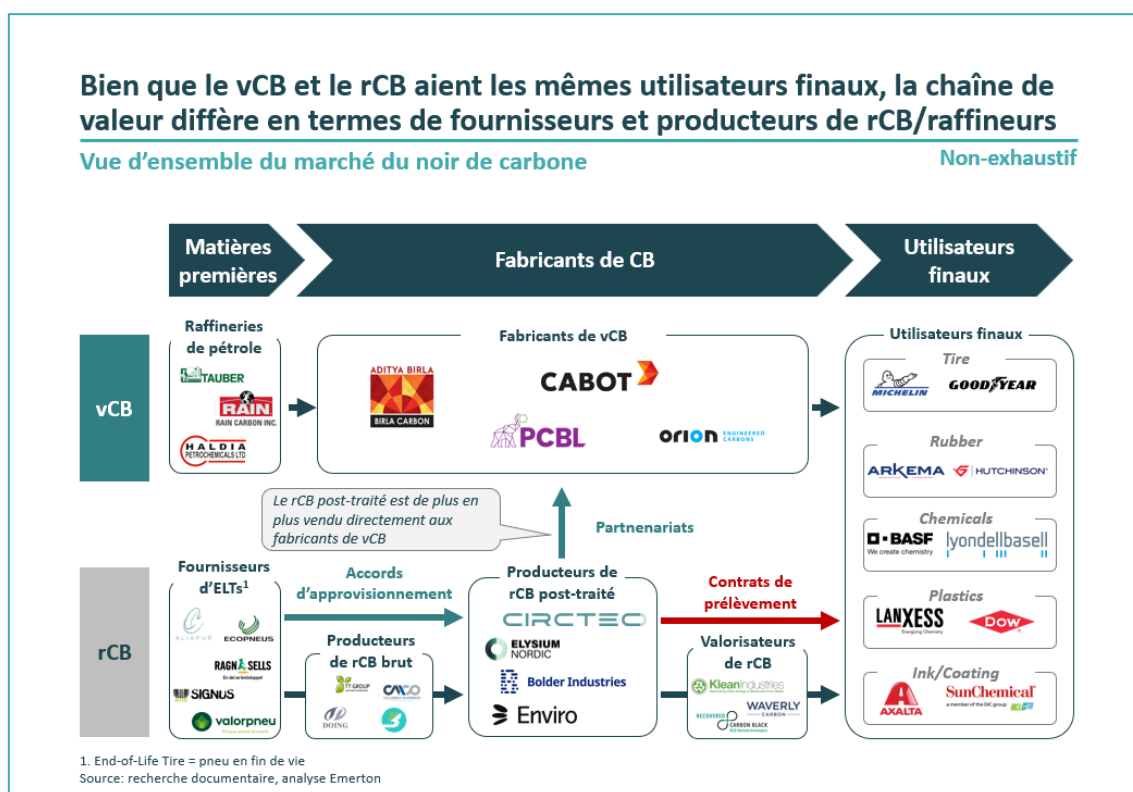 Bien que le vCB et le rCB aient les mêmes utilisateurs finaux, la chaîne de
valeur diffère en termes de fournisseurs et producteurs de rCB/raffineurs
Vue d'ensemble du marché du noir de carbone
Non-exhaustif
Matières
premières
Fabricants de CB
Utilisateurs
finaux
vCB
Raffineries
de pétrole
TAUBER
RAIN
RAIN CARBON INC.
HALDIA
PETROCHEMICALS LTD
Fabricants de vCB
ADITYA BIRLA
BIRLA CARBON
CABOT
PCBL
ORION ENGINEERED
CARBONS
Utilisateurs finaux
Tire
MICHELIN
GOODYEAR
Rubber
ARKEMA
HUTCHINSON®
Chemicals
BASF
We create chemistry
lyondellbasell
Plastics
LANXESS
Energizing Chemistry
DOW
Ink/Coating
AXALTA
SunChemical®
a member of the DIC group
Le rCB post-traité est de plus en
plus vendu directement aux
fabricants de vCB
Partnenariats
rCB
Fournisseurs
d'ELTs1
ALIAPUR
ECOPNEUS
RAGN SELLS
SIGNUS
valorpneu
Accords
d'approvisionnement
Producteurs
de rCB brut
TT GROUP
DOING
Producteurs de
rCB post-traité
CIRCTEC
ELYSIUM
NORDIC
Bolder Industries
Enviro
Contrats de
prélèvement
Valorisateurs
de rCB
KleanIndustries
WAVERLY
CARBON
RECOVERED
CARBON BLACK
1. End-of-Life Tire = pneu en fin de vie
Source: recherche documentaire, analyse Emerton